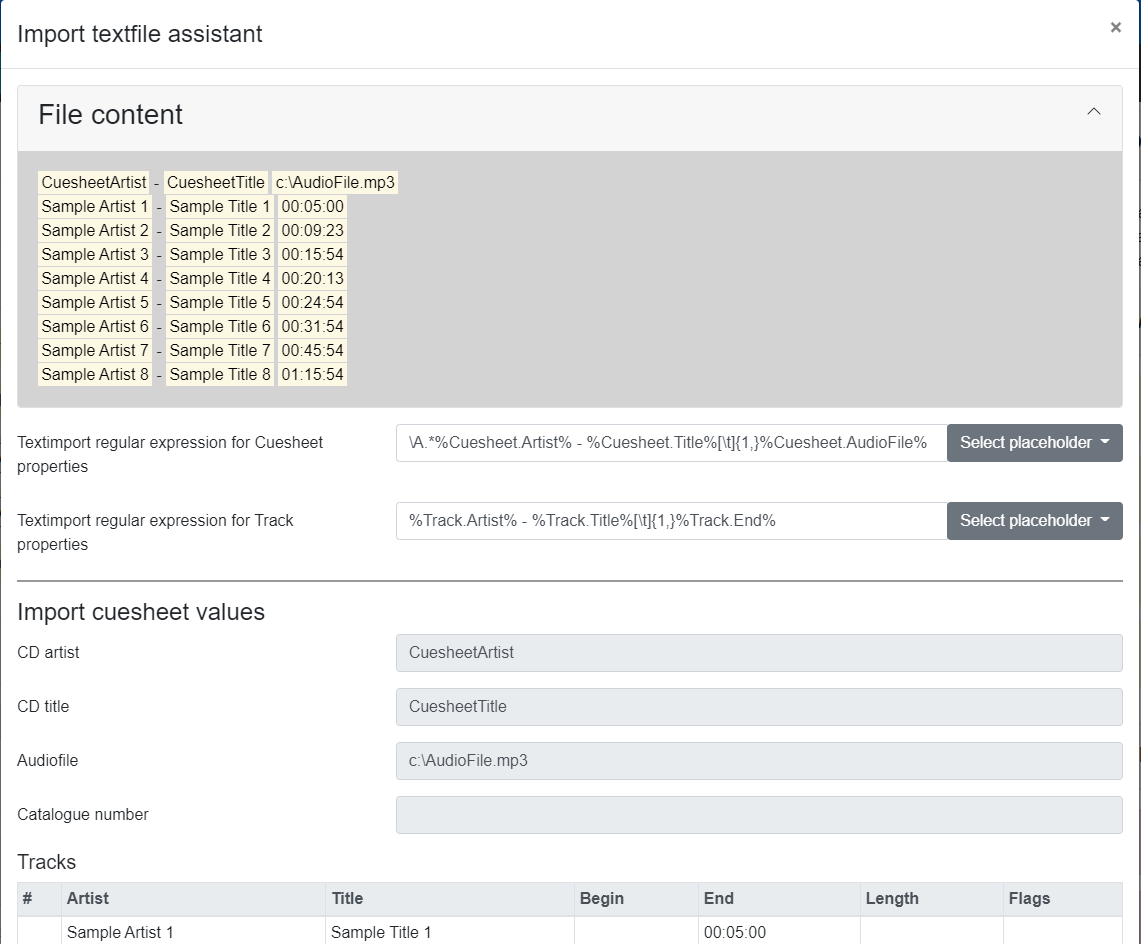 Import textfile assistant ×
File content
CuesheetArtist - CuesheetTitle c:\AudioFile.mp3
Sample Artist 1 - Sample Title 1 00:05:00
Sample Artist 2 - Sample Title 2 00:09:23
Sample Artist 3 - Sample Title 3 00:15:54
Sample Artist 4 - Sample Title 4 00:20:13
Sample Artist 5 - Sample Title 5 00:24:54
Sample Artist 6 - Sample Title 6 00:31:54
Sample Artist 7 - Sample Title 7 00:45:54
Sample Artist 8 - Sample Title 8 01:15:54
Textimport regular expression for Cuesheet \A.*%Cuesheet.Artist% - %Cuesheet.Title%[\t]{1,}%Cuesheet.AudioFile% Select placeholder
properties
Textimport regular expression for Track %Track.Artist% - %Track.Title%[\t]{1,}%Track.End% Select placeholder
properties
Import cuesheet values
CD artist CuesheetArtist
CD title CuesheetTitle
Audiofile c:\AudioFile.mp3
Catalogue number
Tracks
# Artist Title Begin End Length Flags
Sample Artist 1 Sample Title 1 00:05:00